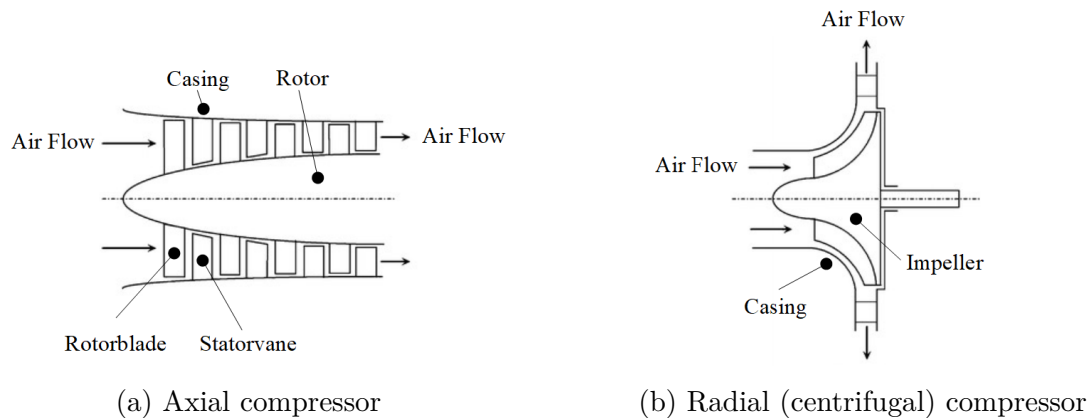 Casing
Rotor
Air Flow
Air Flow
Rotorblade
Statorvane
(a) Axial compressor
Air Flow
Air Flow
Impeller
Casing
(b) Radial (centrifugal) compressor